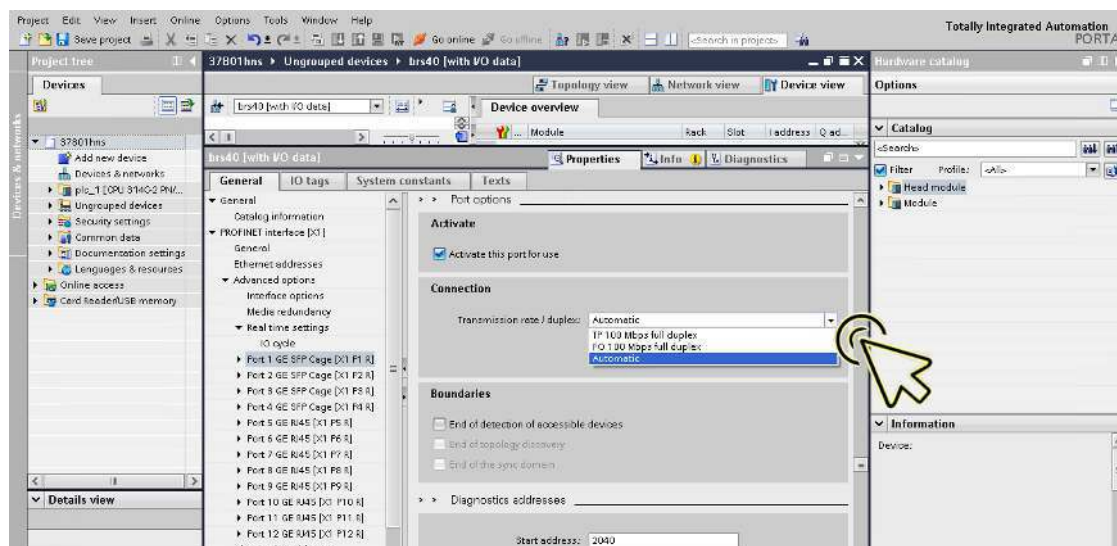 Project Edit View Insert Online Options Tools Window Help
Totally Integrated Automation
PORTA
Save project
Go online
Go offline
<Search in project>
Project tree
37801hns
Ungrouped devices
brs40 [with I/O data]
Hardware catalog
Devices
Topology view
Network view
Device view
Options
brs40 [with I/O data]
Device overview
Module
Rack
Slot
I address
Q ad...
Catalog
<Search>
Filter
Profile:
<All>
Head module
Module
Devices & networks
37801hns
Add new device
Devices & networks
plc_1 [CPU 314C-2 PN/...
Ungrouped devices
Security settings
Common data
Documentation settings
Languages & resources
Online access
Card Reader/USB memory
brs40 [with I/O data]
Properties
Info
Diagnostics
General
IO tags
System constants
Texts
General
Catalog information
PROFINET interface [X1]
General
Ethernet addresses
Advanced options
Interface options
Media redundancy
Real time settings
IO cycle
Port 1 GE SFP Cage [X1 P1 R]
Port 2 GE SFP Cage [X1 P2 R]
Port 3 GE SFP Cage [X1 P3 R]
Port 4 GE SFP Cage [X1 P4 R]
Port 5 GE RJ45 [X1 P5 R]
Port 6 GE RJ45 [X1 P6 R]
Port 7 GE RJ45 [X1 P7 R]
Port 8 GE RJ45 [X1 P8 R]
Port 9 GE RJ45 [X1 P9 R]
Port 10 GE RJ45 [X1 P10 R]
Port 11 GE RJ45 [X1 P11 R]
Port 12 GE RJ45 [X1 P12 R]
> > Port options
Activate
Activate this port for use
Connection
Transmission rate / duplex:
Automatic
TP 100 Mbps full duplex
FO 100 Mbps full duplex
Automatic
Boundaries
End of detection of accessible devices
End of topology discovery
End of the sync domain
> > Diagnostics addresses
Start address:
2040
Information
Device:
Details view